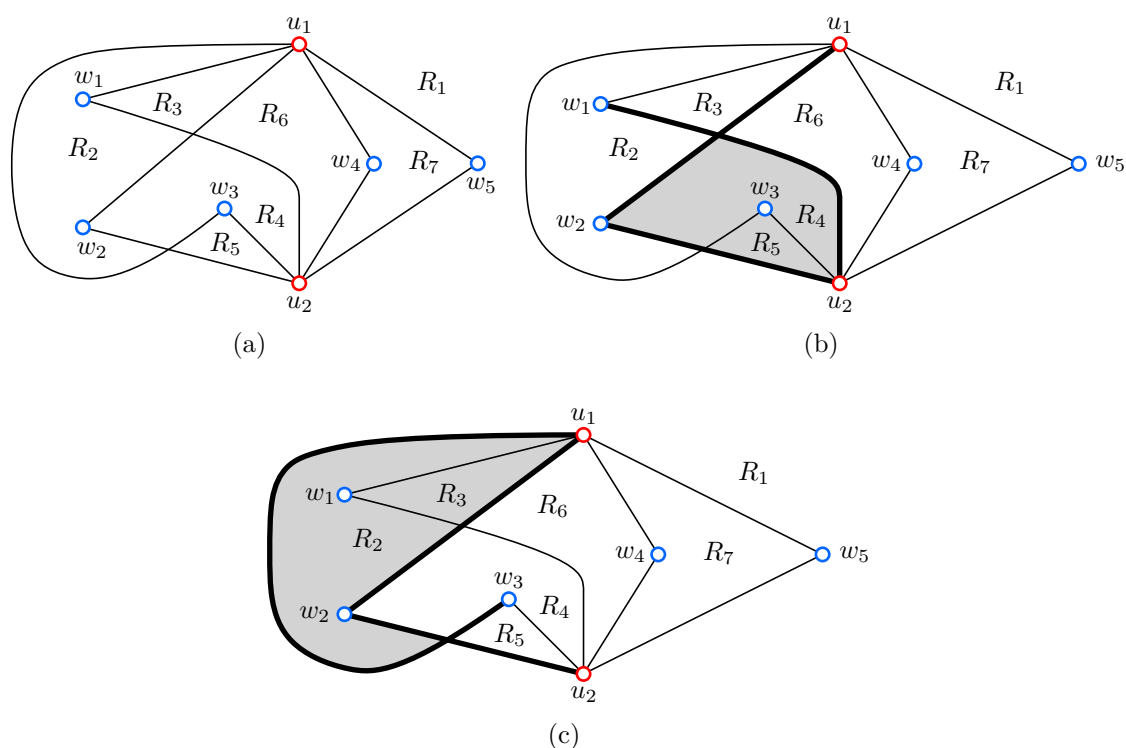 u₁
w₁
R₁
R₃
R₆
R₂
w₄
R₇
w₃
w₅
R₄
w₂
R₅
u₂
(a)
u₁
R₁
w₁
R₃
R₆
R₂
w₄
R₇
w₅
w₃
w₂
R₄
R₅
u₂
(b)
u₁
R₁
w₁
R₃
R₆
R₂
w₄
R₇
w₅
w₃
w₂
R₄
R₅
u₂
(c)